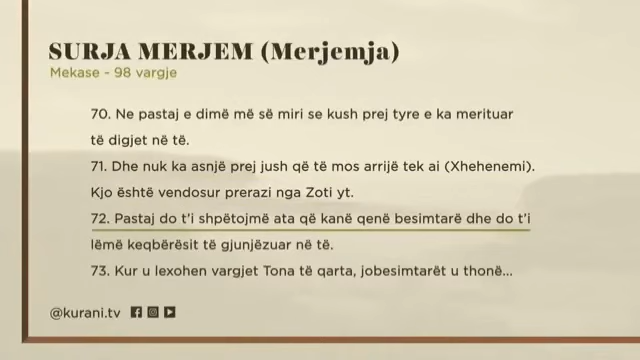 SURJA MERJEM (Merjemja)
Mekase - 98 vargje
70. Ne pastaj e dimë më së miri se kush prej tyre e ka merituar
të digjet në të.
71. Dhe nuk ka asnjë prej jush që të mos arrijë tek ai (Xhehenemi).
Kjo është vendosur prerazi nga Zoti yt.
72. Pastaj do t'i shpëtojmë ata që kanë qenë besimtarë dhe do t'i
lëmë keqbërësit të gjunjëzuar në të.
73. Kur u lexohen vargjet Tona të qarta, jobesimtarët u thonë...
@kurani.tv